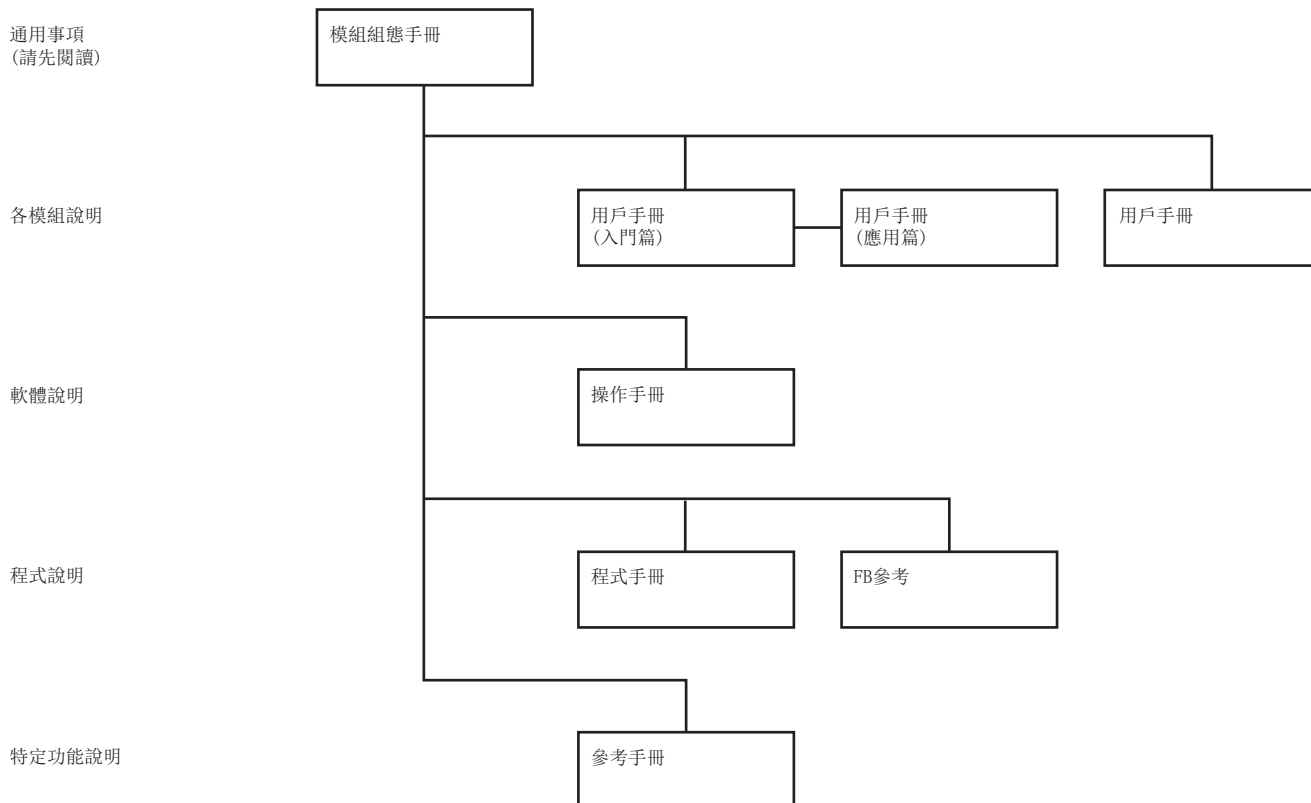 通用事項
(請先閱讀)
模組組態手冊
各模組說明
用戶手冊
(入門篇)
用戶手冊
(應用篇)
用戶手冊
軟體說明
操作手冊
程式說明
程式手冊
FB參考
特定功能說明
參考手冊